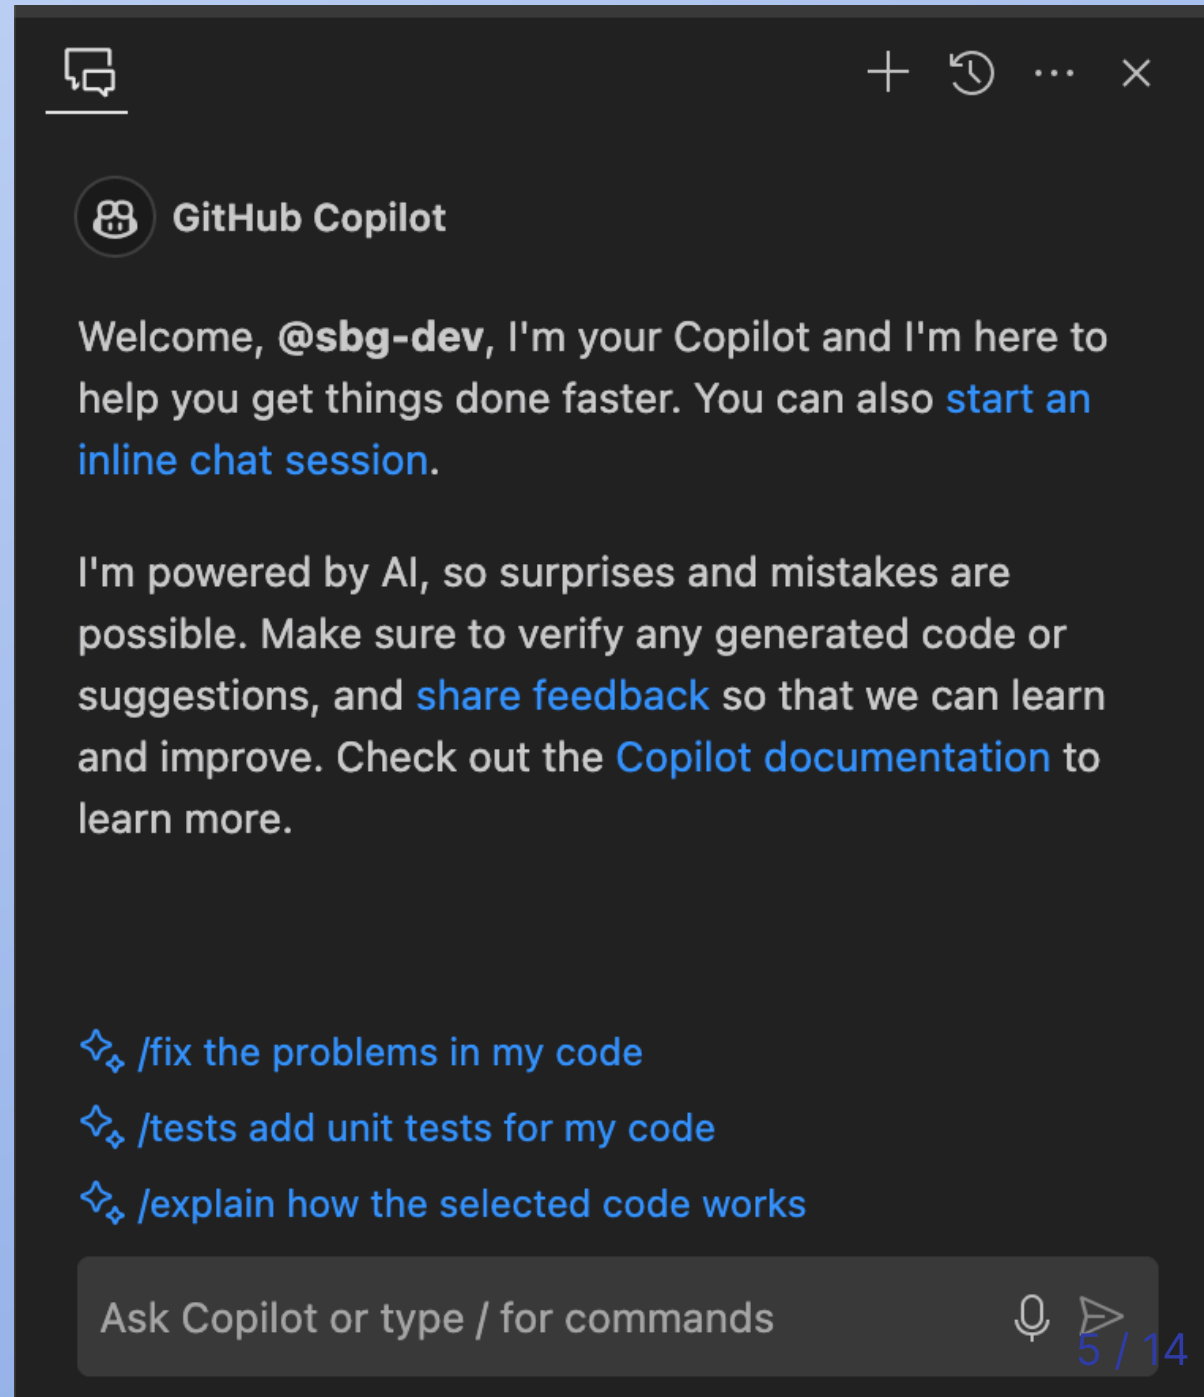 GitHub Copilot
Welcome, @sbg-dev, I'm your Copilot and I'm here to
help you get things done faster. You can also start an
inline chat session.
I'm powered by AI, so surprises and mistakes are
possible. Make sure to verify any generated code or
suggestions, and share feedback so that we can learn
and improve. Check out the Copilot documentation to
learn more.
/fix the problems in my code
/tests add unit tests for my code
/explain how the selected code works
Ask Copilot or type / for commands
5 / 14